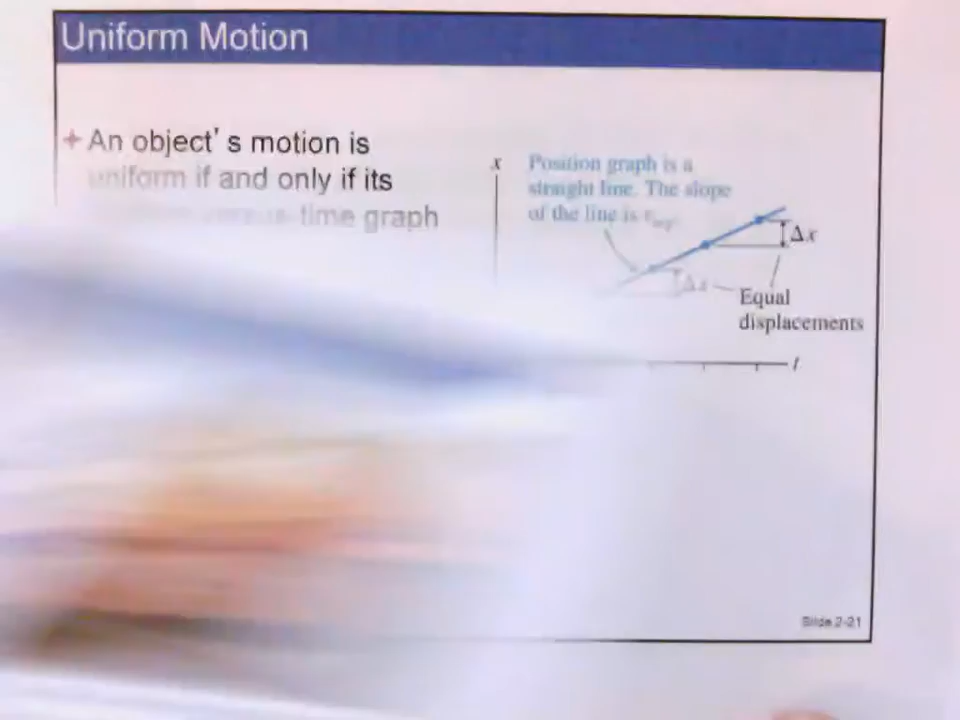 Uniform Motion
+ An object's motion is
uniform if and only if its
time graph
x
Position graph is a
straight line. The slope
of the line is
Δx
Δx
Equal
displacements
t
Slide 2-21